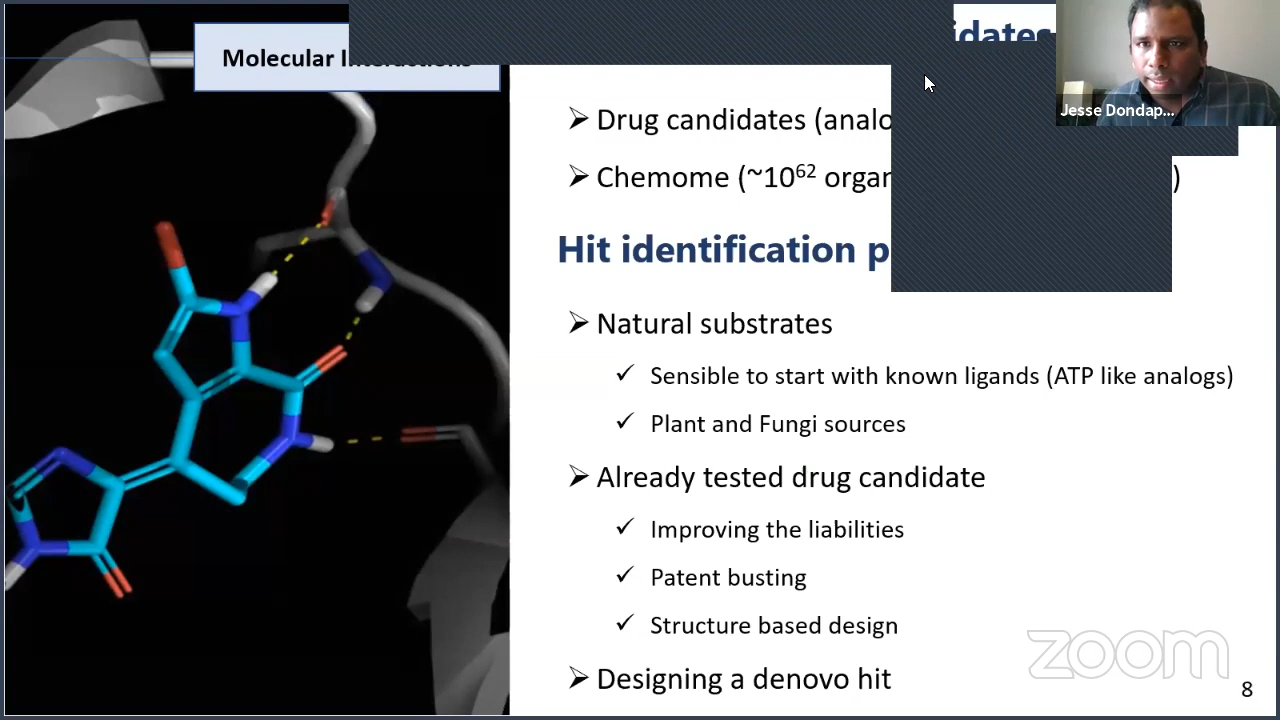 Molecular Interactions
idates
Jesse Dondap...
➢ Drug candidates (analo
➢ Chemome (~10⁶² organ
)
Hit identification p
➢ Natural substrates
✓ Sensible to start with known ligands (ATP like analogs)
✓ Plant and Fungi sources
➢ Already tested drug candidate
✓ Improving the liabilities
✓ Patent busting
✓ Structure based design
➢ Designing a denovo hit
zoom
8